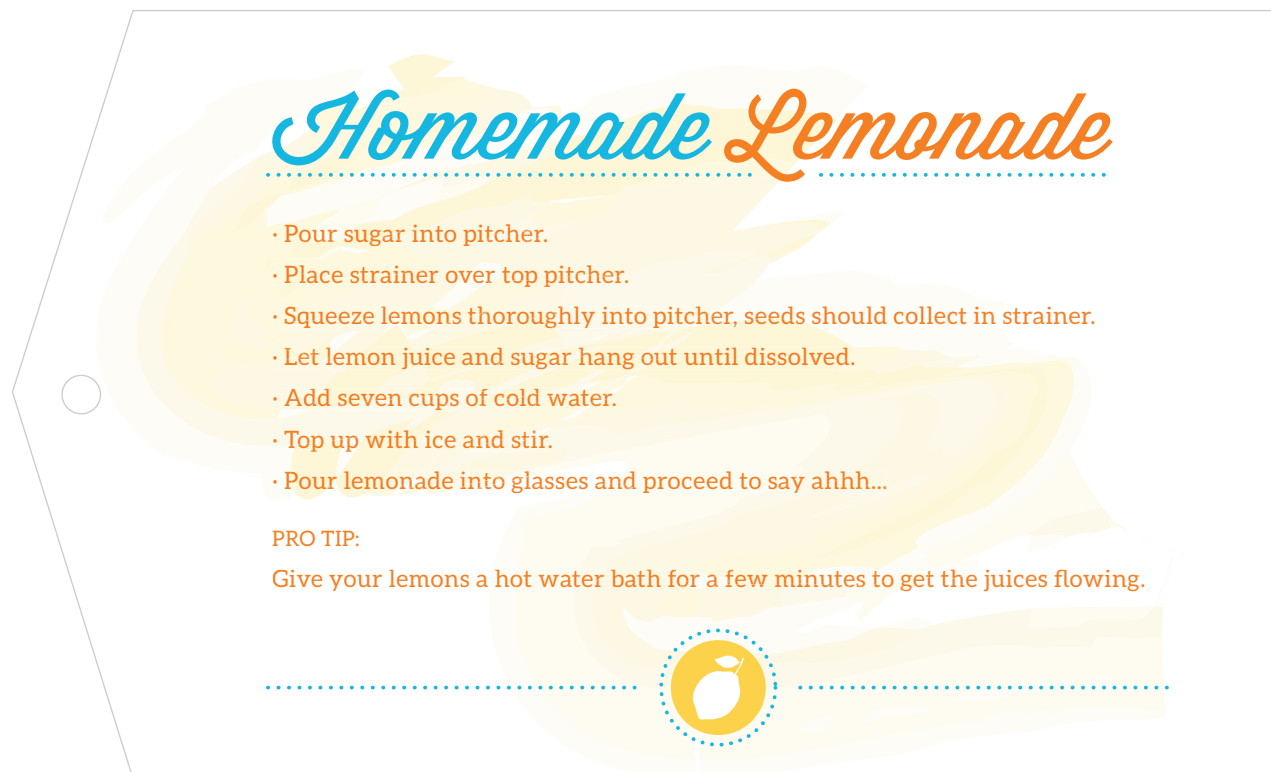 Homemade Lemonade
· Pour sugar into pitcher.
· Place strainer over top pitcher.
· Squeeze lemons thoroughly into pitcher, seeds should collect in strainer.
· Let lemon juice and sugar hang out until dissolved.
· Add seven cups of cold water.
· Top up with ice and stir.
· Pour lemonade into glasses and proceed to say ahhh...
PRO TIP:
Give your lemons a hot water bath for a few minutes to get the juices flowing.